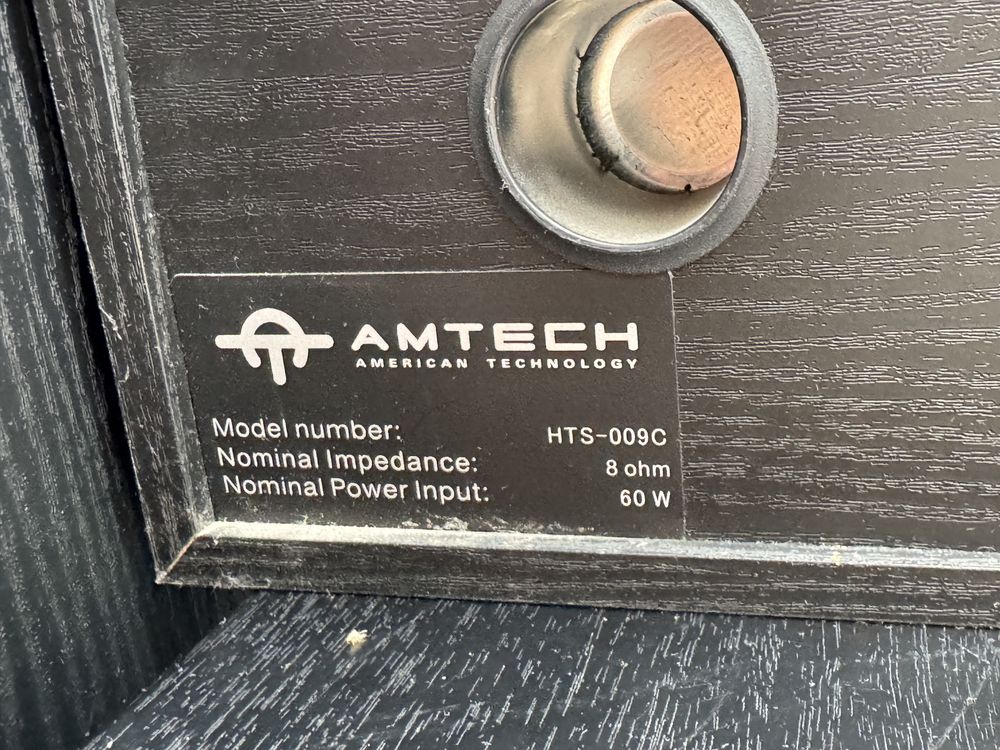 AMTECH
AMERICAN TECHNOLOGY
Model number: HTS-009C
Nominal Impedance: 8 ohm
Nominal Power Input: 60 W